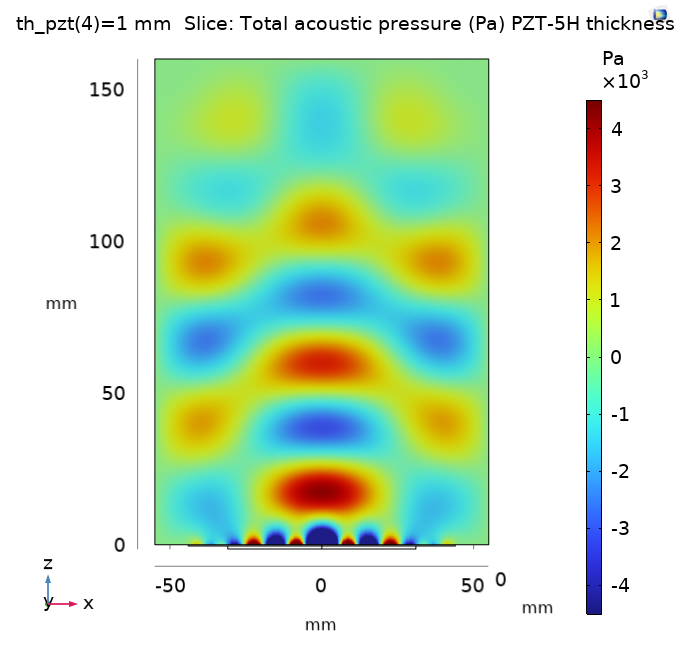 th_pzt(4)=1 mm  Slice: Total acoustic pressure (Pa) PZT-5H thickness
Pa
×10³
150
100
mm
50
0
4
3
2
1
0
-1
-2
-3
-4
-50
0
50
0
mm
mm
z
y
x